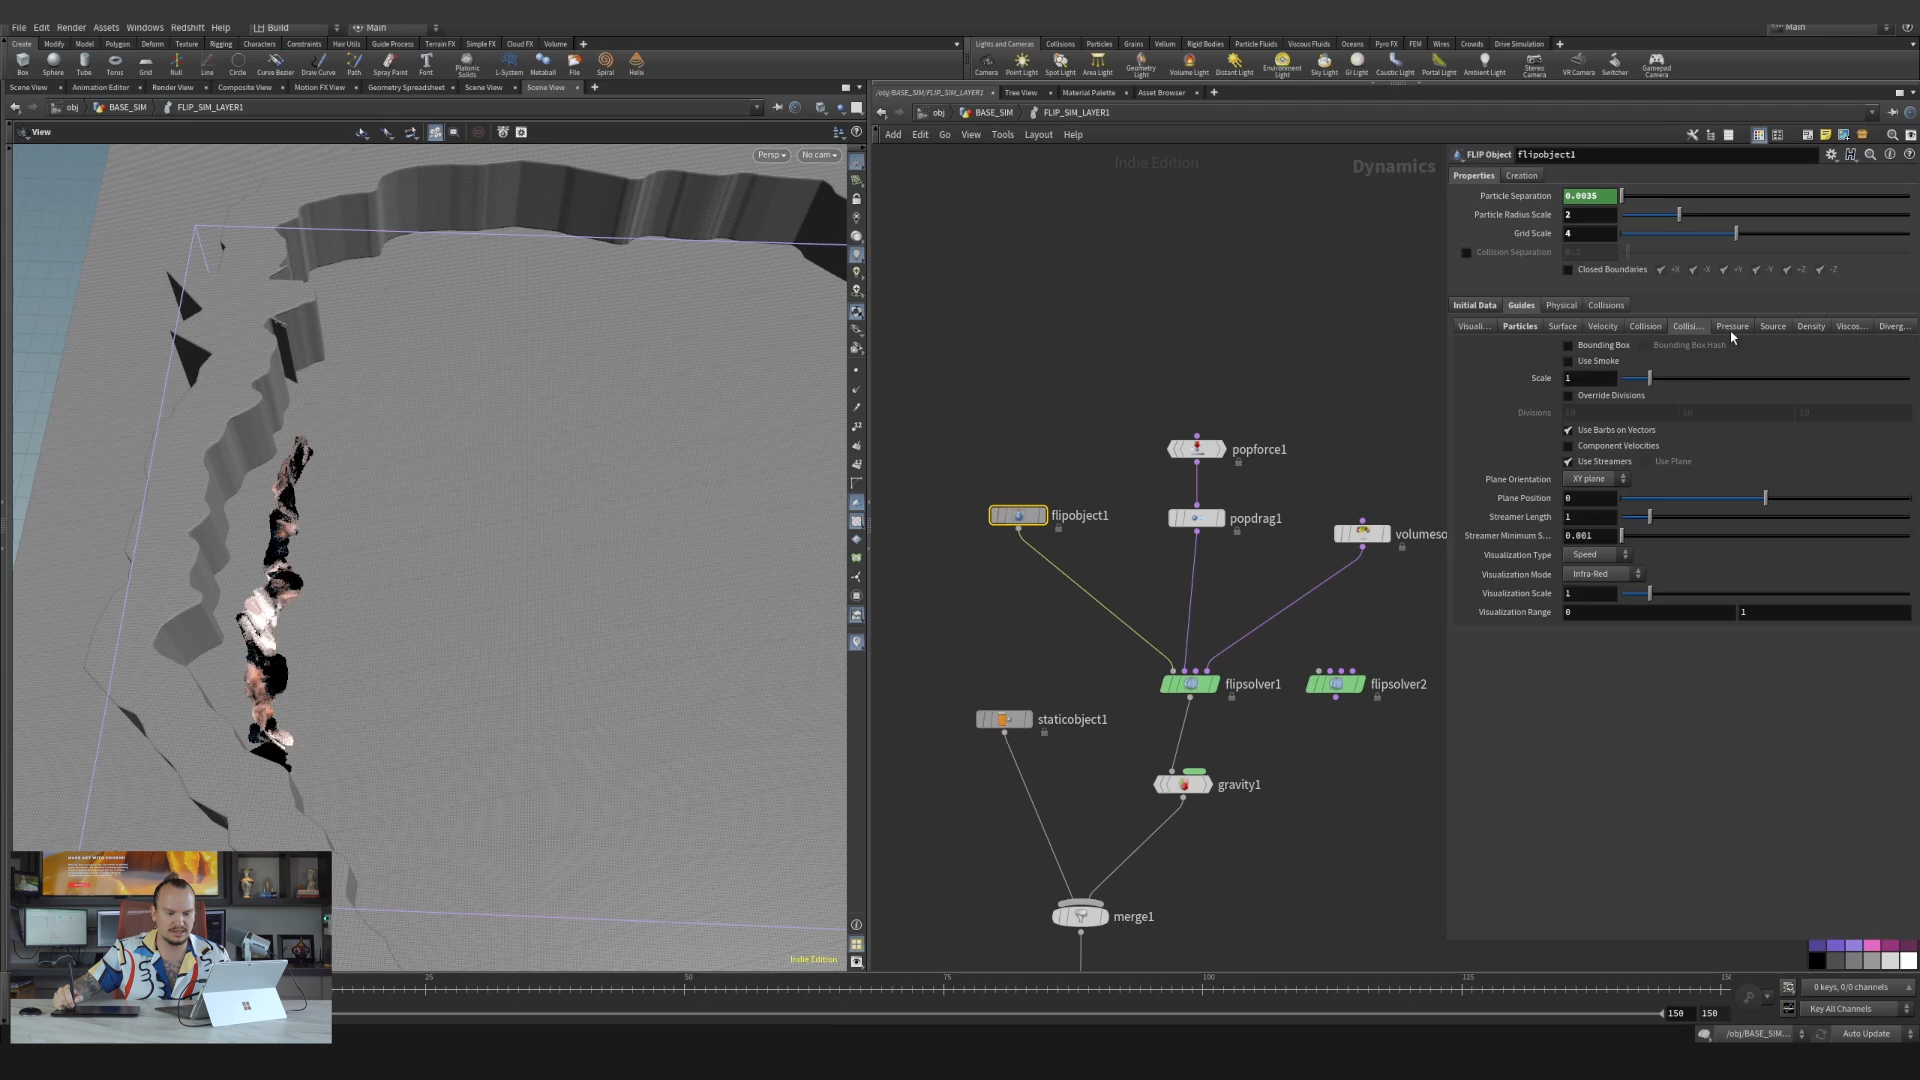 File Edit Render Assets Windows Redshift Help Build Main Main
Create Modify Model Polygon Deform Texture Rigging Characters Constraints Hair Utils Guide Process Terrain FX Simple FX Cloud FX Volume
Lights and Cameras Collisions Particles Grains Vellum Rigid Bodies Particle Fluids Viscous Fluids Oceans Pyro FX FEM Wires Crowds Drive Simulation
Box Sphere Tube Torus Grid Null Line Circle Curve Bezier Draw Curve Path Spray Paint Font Platonic Solids L-System Metaball File Spiral Helix
Camera Point Light Spot Light Area Light Geometry Light Volume Light Distant Light Environment Light Sky Light GI Light Caustic Light Portal Light Ambient Light Stereo Camera VR Camera Switcher Gamepad Camera
Scene View Animation Editor Render View Composite View Motion FX View Geometry Spreadsheet Scene View Scene View
/obj/BASE_SIM/FLIP_SIM_LAYER1 Tree View Material Palette Asset Browser
obj BASE_SIM FLIP_SIM_LAYER1
obj BASE_SIM FLIP_SIM_LAYER1
View
Add Edit Go View Tools Layout Help
Persp No cam
Indie Edition
Dynamics
FLIP Object flipobject1
Properties Creation
Particle Separation 0.0035
Particle Radius Scale 2
Grid Scale 4
Collision Separation 0.2
Closed Boundaries +X -X +Y -Y +Z -Z
Initial Data Guides Physical Collisions
Visuali... Particles Surface Velocity Collision Collisi... Pressure Source Density Viscos... Diverg...
Bounding Box Bounding Box Hash
Use Smoke
Scale 1
Override Divisions
Divisions 10 10 10
Use Barbs on Vectors
Component Velocities
Use Streamers Use Plane
Plane Orientation XY plane
Plane Position 0
Streamer Length 1
Streamer Minimum S... 0.001
Visualization Type Speed
Visualization Mode Infra-Red
Visualization Scale 1
Visualization Range 0 1
popforce1
flipobject1
popdrag1
volumeso
flipsolver1
flipsolver2
staticobject1
gravity1
merge1
Indie Edition
MAKE ART WITH HOUDINI
25 50 75 100 125 150
0 keys, 0/0 channels
150 150
Key All Channels
/obj/BASE_SIM... Auto Update